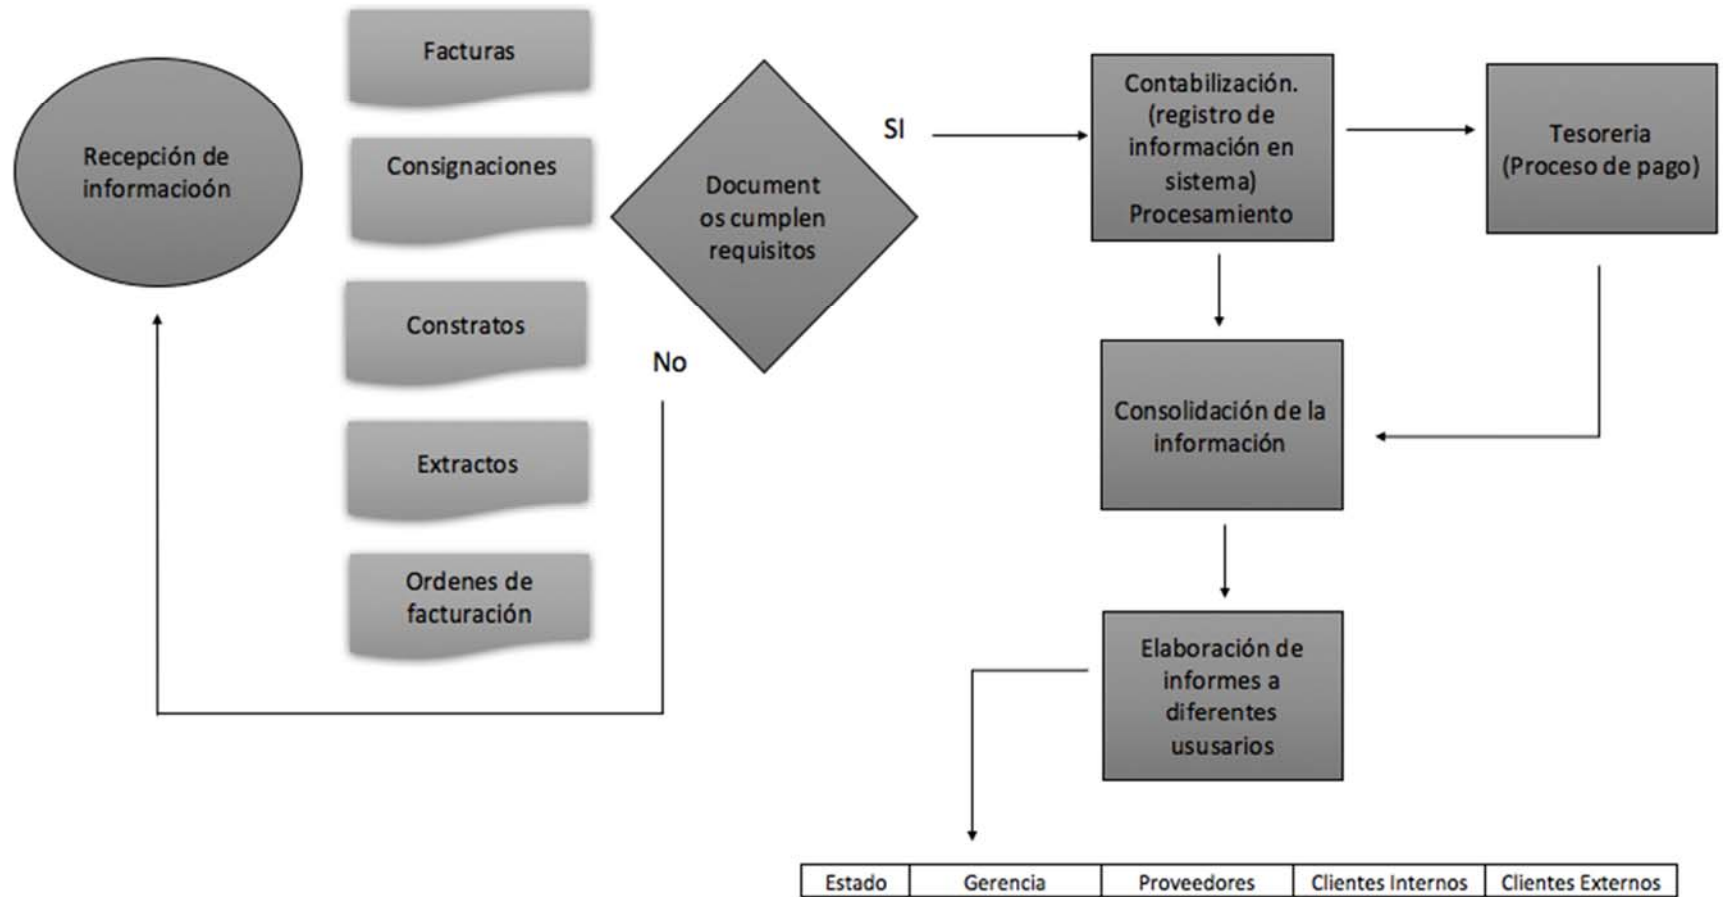 Recepción de
informacioón
Facturas
Consignaciones
Constratos
Extractos
Ordenes de
facturación
Document
os cumplen
requisitos
SI
No
Contabilización.
(registro de
información en
sistema)
Procesamiento
Tesoreria
(Proceso de pago)
Consolidación de la
información
Elaboración de
informes a
diferentes
ususarios
Estado
Gerencia
Proveedores
Clientes Internos
Clientes Externos